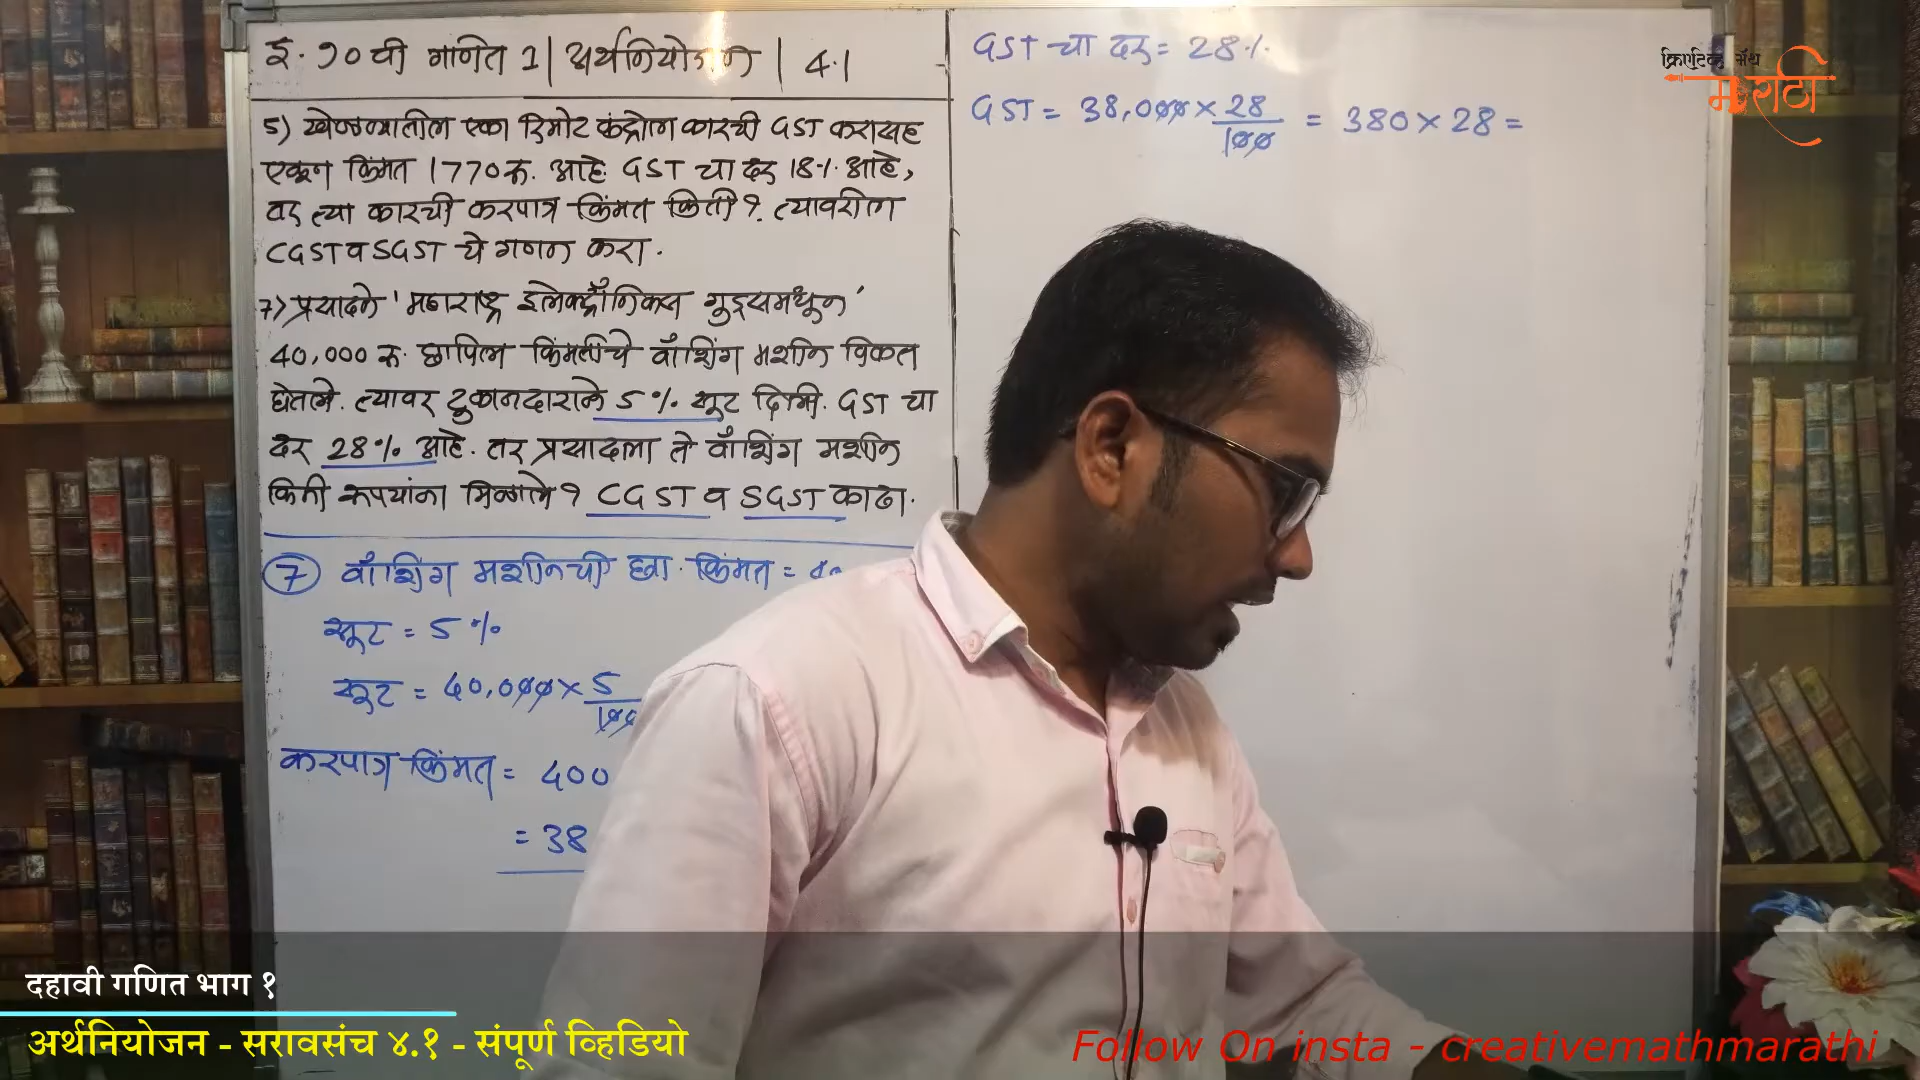 इ. १० वी गणित 1 | अर्थनियोजन | 4.1
5) खेळण्यातील एका रिमोट कंट्रोल कारची GST करासह
एकूण किंमत 1770 रु. आहे. GST चा दर 18% आहे,
तर त्या कारची करपात्र किंमत किती ? त्यावरील
CGST व SGST चे गणन करा.
7) प्रसादने 'महाराष्ट्र इलेक्ट्रॉनिक्स गुड्समधून'
40,000 रु. छापील किंमतीचे वॉशिंग मशीन विकत
घेतले. त्यावर दुकानदाराने 5% सूट दिली. GST चा
दर 28% आहे. तर प्रसादला ते वॉशिंग मशीन
किती रूपयांना मिळाले ? CGST व SGST काढा.
7 वॉशिंग मशीनची छा. किंमत =
सूट = 5%
सूट = 40,000 × 5/100
करपात्र किंमत = 400
= 38
GST चा दर = 28%
GST = 38,000 × 28/100 = 380 × 28 =
क्रिएटिव्ह मॅथ
मराठी
दहावी गणित भाग १
अर्थनियोजन - सरावसंच ४.१ - संपूर्ण व्हिडियो
Follow On insta - creativemathmarathi